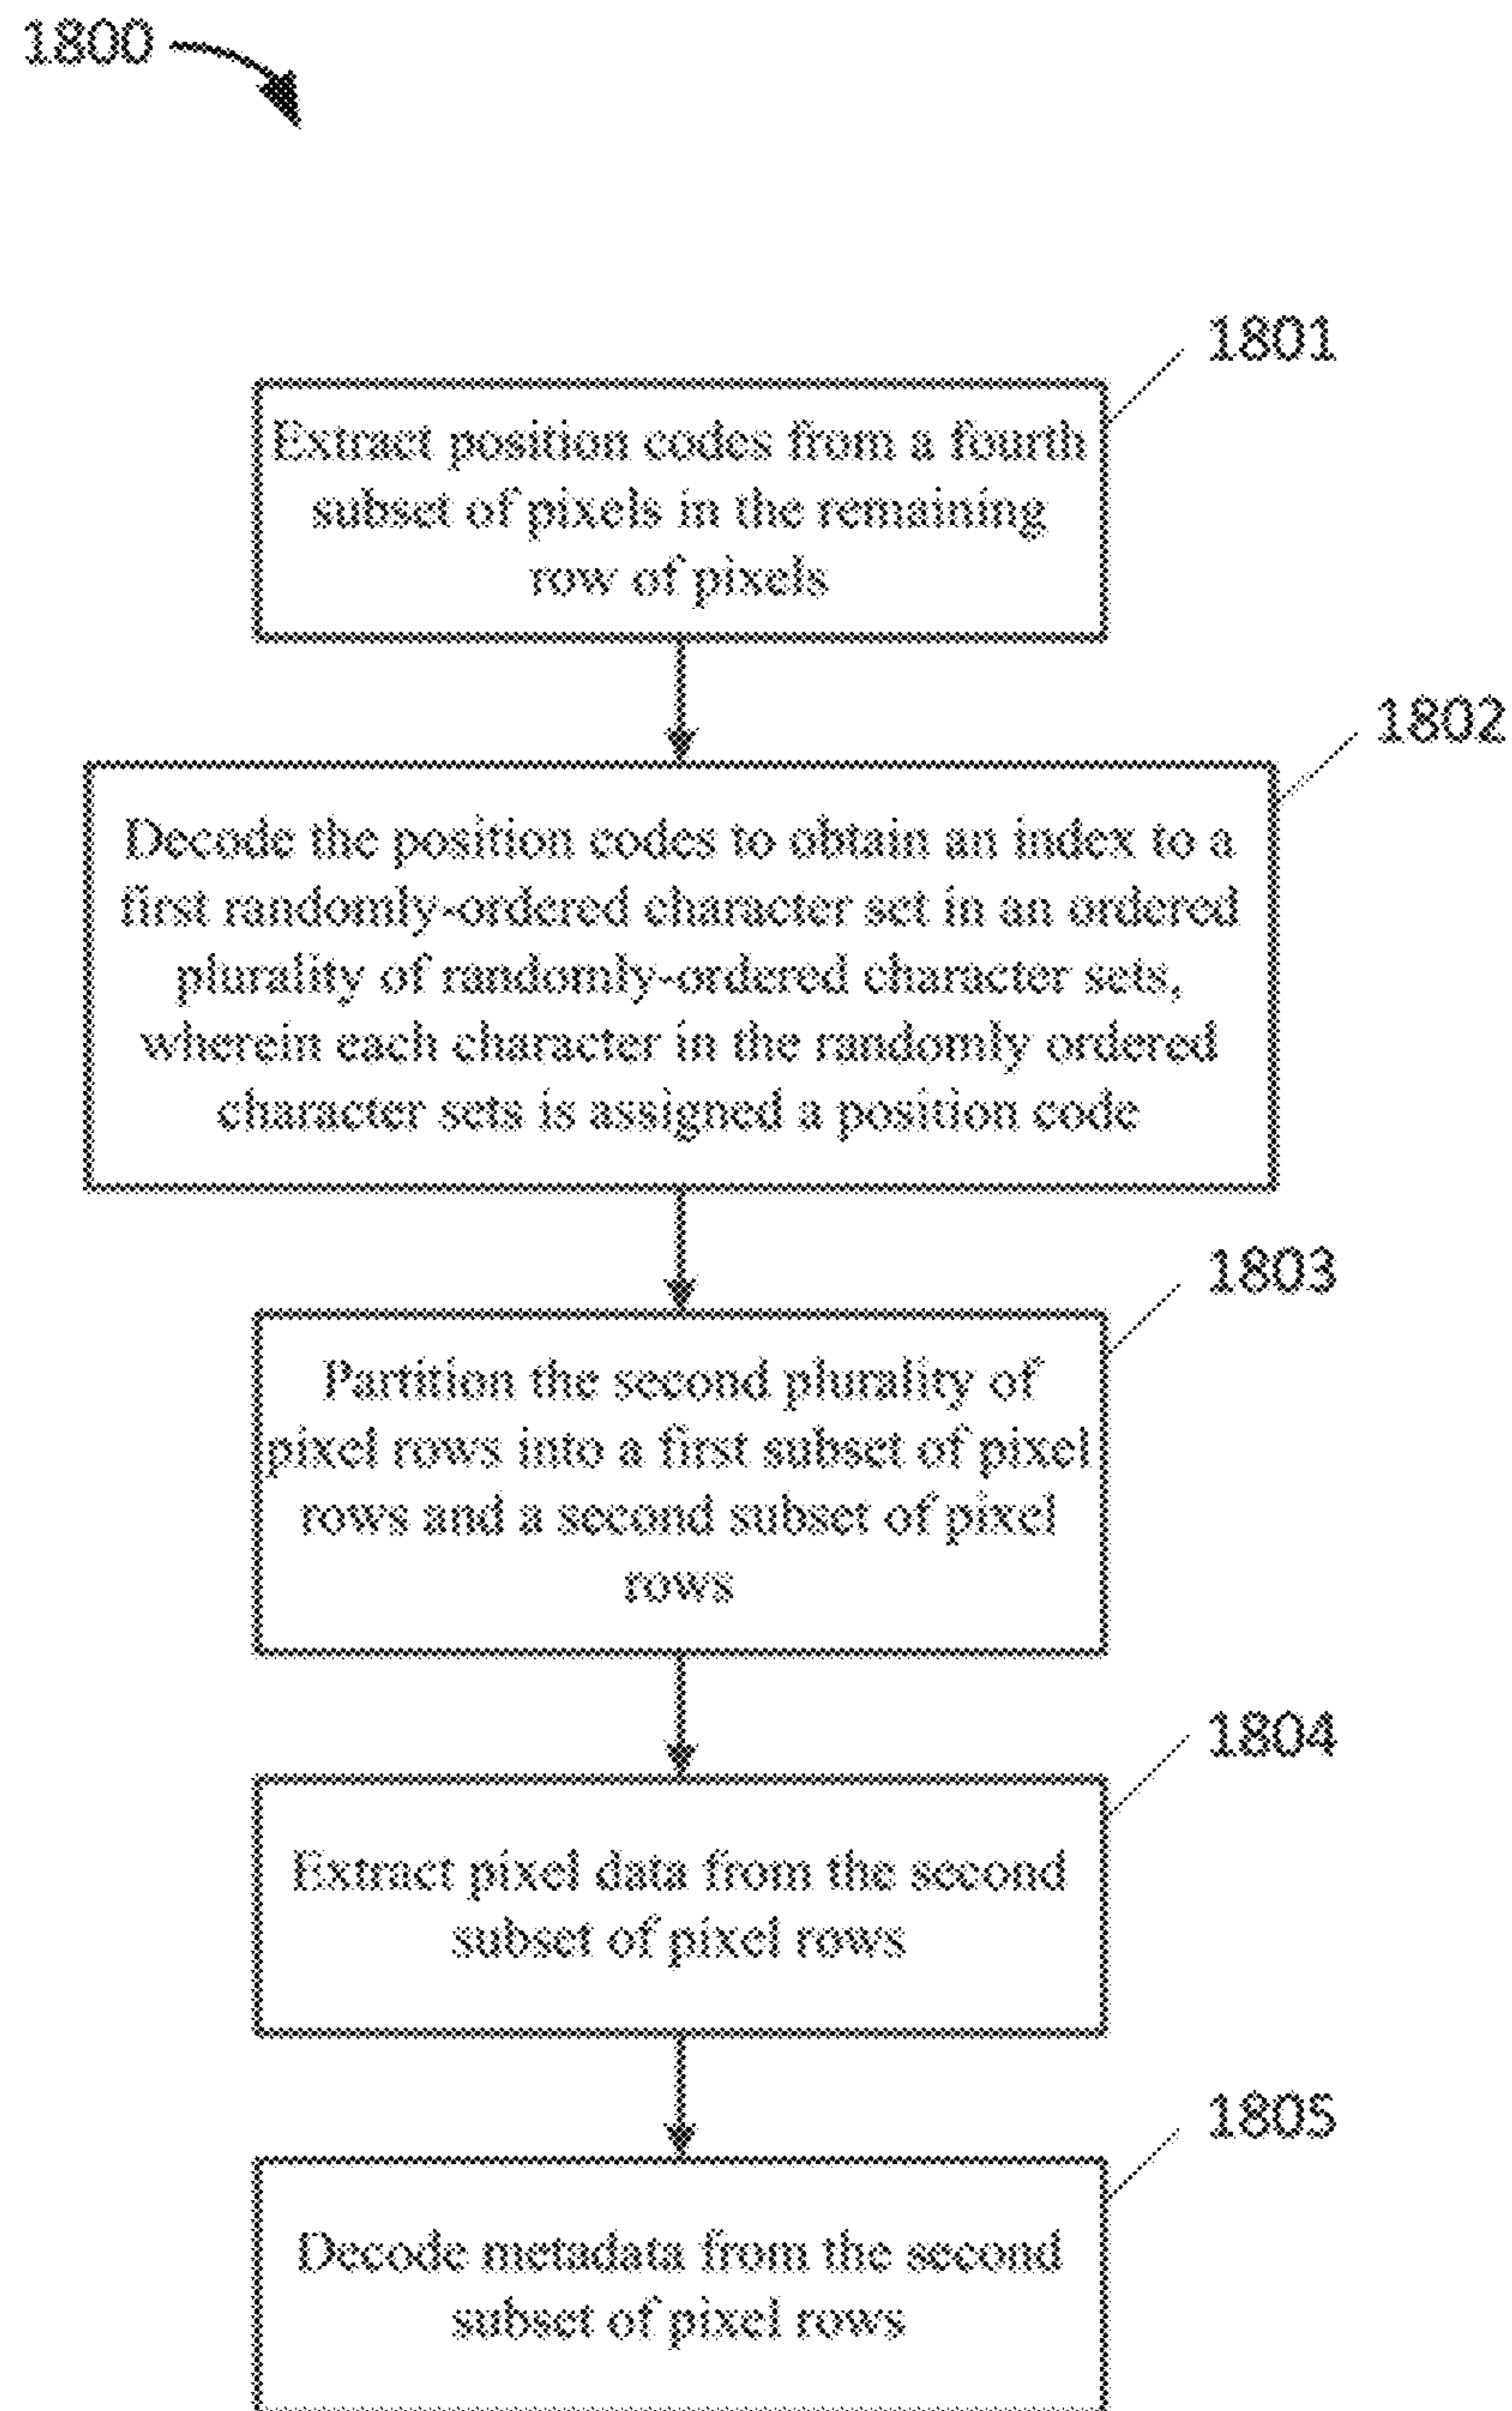 1800
1801
Extract position codes from a fourth
subset of pixels in the remaining
row of pixels
1802
Decode the position codes to obtain an index to a
first randomly-ordered character set in an ordered
plurality of randomly-ordered character sets,
wherein each character in the randomly ordered
character sets is assigned a position code
1803
Partition the second plurality of
pixel rows into a first subset of pixel
rows and a second subset of pixel
rows
1804
Extract pixel data from the second
subset of pixel rows
1805
Decode metadata from the second
subset of pixel rows